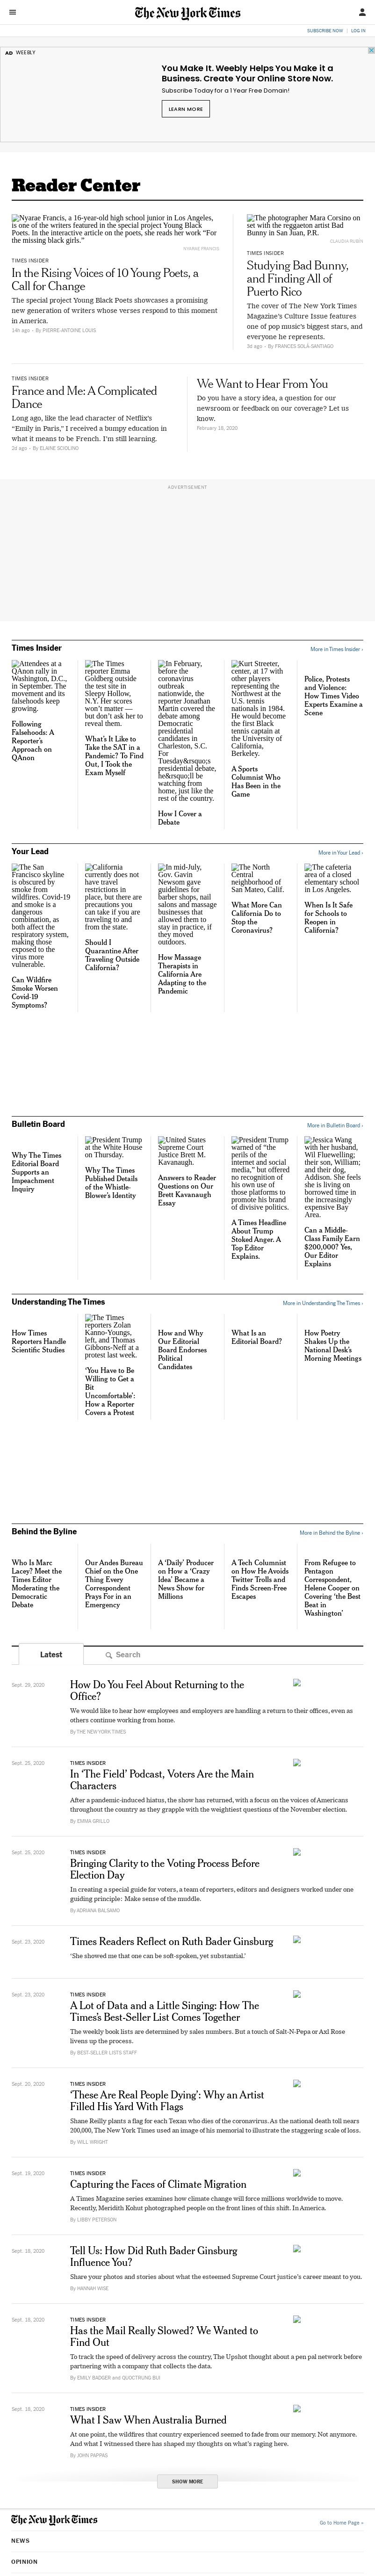 The New York Times
SUBSCRIBE NOW
LOG IN
AD WEEBLY
You Make It. Weebly Helps You Make it a
Business. Create Your Online Store Now.
Subscribe Today for a 1 Year Free Domain!
LEARN MORE
Reader Center
Nyarae Francis, a 16-year-old high school junior in Los Angeles,
is one of the writers featured in the special project Young Black
Poets. In the interactive article on the project, she reads her work “For
the missing black girls.”
NYARAE FRANCIS
TIMES INSIDER
In the Rising Voices of 10 Young Poets, a
Call for Change
The special project Young Black Poets showcases a promising
new generation of writers whose verses respond to this moment
in America.
14h ago - By PIERRE-ANTOINE LOUIS
The photographer Mara Corsino on
set with the reggaeton artist Bad
Bunny in San Juan, P.R.
CLAUDIA RUBEN
TIMES INSIDER
Studying Bad Bunny,
and Finding All of
Puerto Rico
The cover of The New York Times
Magazine’s Culture Issue features
one of pop music’s biggest stars, and
everyone he represents.
3d ago - By FRANCES SOLÁ-SANTIAGO
TIMES INSIDER
France and Me: A Complicated
Dance
Long ago, like the lead character of Netflix’s
“Emily in Paris,” I received a bumpy education in
what it means to be French. I’m still learning.
2d ago - By ELAINE SCIOLINO
We Want to Hear From You
Do you have a story idea, a question for our
newsroom or feedback on our coverage? Let us
know.
February 18, 2020
ADVERTISEMENT
Times Insider
More in Times Insider ›
Attendees at a
QAnon rally in
Washington, D.C.,
in September. The
movement and its
falsehoods keep
growing.
Following
Falsehoods: A
Reporter’s
Approach on
QAnon
The Times
reporter Emma
Goldberg outside
the test site in
Sleepy Hollow,
N.Y. Her scores
won’t matter —
but don’t ask her to
reveal them.
What’s It Like to
Take the SAT in a
Pandemic? To Find
Out, I Took the
Exam Myself
In February,
before the
coronavirus
outbreak
nationwide, the
reporter Jonathan
Martin covered the
debate among
Democratic
presidential
candidates in
Charleston, S.C.
For
Tuesday&rsquo;s
presidential debate,
he&rsquo;ll be
watching from
home, just like the
rest of the country.
How I Cover a
Debate
Kurt Streeter,
center, at 17 with
other players
representing the
Northwest at the
U.S. tennis
nationals in 1984.
He would become
the first Black
tennis captain at
the University of
California,
Berkeley.
A Sports
Columnist Who
Has Been in the
Game
Police, Protests
and Violence:
How Times Video
Experts Examine a
Scene
Your Lead
More in Your Lead ›
The San
Francisco skyline
is obscured by
smoke from
wildfires. Covid-19
and smoke is a
dangerous
combination, as
both affect the
respiratory system,
making those
exposed to the
virus more
vulnerable.
Can Wildfire
Smoke Worsen
Covid-19
Symptoms?
California
currently does not
have travel
restrictions in
place, but there are
precautions you
can take if you are
traveling to and
from the state.
Should I
Quarantine After
Traveling Outside
California?
In mid-July,
Gov. Gavin
Newsom gave
guidelines for
barber shops, nail
salons and massage
businesses that
allowed them to
stay in practice, if
they moved
outdoors.
How Massage
Therapists in
California Are
Adapting to the
Pandemic
The North
Central
neighborhood of
San Mateo, Calif.
What More Can
California Do to
Stop the
Coronavirus?
The cafeteria
area of a closed
elementary school
in Los Angeles.
When Is It Safe
for Schools to
Reopen in
California?
Bulletin Board
More in Bulletin Board ›
Why The Times
Editorial Board
Supports an
Impeachment
Inquiry
President Trump
at the White House
on Thursday.
Why The Times
Published Details
of the Whistle-
Blower’s Identity
United States
Supreme Court
Justice Brett M.
Kavanaugh.
Answers to Reader
Questions on Our
Brett Kavanaugh
Essay
President Trump
warned of “the
perils of the
internet and social
media,” but offered
no recognition of
his own use of
those platforms to
promote his brand
of divisive politics.
A Times Headline
About Trump
Stoked Anger. A
Top Editor
Explains.
Jessica Wang
with her husband,
Wil Fluewelling;
their son, William;
and their dog,
Addison. She feels
she is living on
borrowed time in
the increasingly
expensive Bay
Area.
Can a Middle-
Class Family Earn
$200,000? Yes,
Our Editor
Explains
Understanding The Times
More in Understanding The Times ›
How Times
Reporters Handle
Scientific Studies
The Times
reporters Zolan
Kanno-Youngs,
left, and Thomas
Gibbons-Neff at a
protest last week.
‘You Have to Be
Willing to Get a
Bit
Uncomfortable’:
How a Reporter
Covers a Protest
How and Why
Our Editorial
Board Endorses
Political
Candidates
What Is an
Editorial Board?
How Poetry
Shakes Up the
National Desk’s
Morning Meetings
Behind the Byline
More in Behind the Byline ›
Who Is Marc
Lacey? Meet the
Times Editor
Moderating the
Democratic
Debate
Our Andes Bureau
Chief on the One
Thing Every
Correspondent
Prays For in an
Emergency
A ‘Daily’ Producer
on How a ‘Crazy
Idea’ Became a
News Show for
Millions
A Tech Columnist
on How He Avoids
Twitter Trolls and
Finds Screen-Free
Escapes
From Refugee to
Pentagon
Correspondent,
Helene Cooper on
Covering ‘the Best
Beat in
Washington’
Latest
Search
Sept. 29, 2020
How Do You Feel About Returning to the
Office?
We would like to hear how employees and employers are handling a return to their offices, even as
others continue working from home.
By THE NEW YORK TIMES
Sept. 25, 2020
TIMES INSIDER
In ‘The Field’ Podcast, Voters Are the Main
Characters
After a pandemic-induced hiatus, the show has returned, with a focus on the voices of Americans
throughout the country as they grapple with the weightiest questions of the November election.
By EMMA GRILLO
Sept. 25, 2020
TIMES INSIDER
Bringing Clarity to the Voting Process Before
Election Day
In creating a special guide for voters, a team of reporters, editors and designers worked under one
guiding principle: Make sense of the muddle.
By ADRIANA BALSAMO
Sept. 23, 2020
Times Readers Reflect on Ruth Bader Ginsburg
‘She showed me that one can be soft-spoken, yet substantial.’
Sept. 23, 2020
TIMES INSIDER
A Lot of Data and a Little Singing: How The
Times’s Best-Seller List Comes Together
The weekly book lists are determined by sales numbers. But a touch of Salt-N-Pepa or Axl Rose
livens up the process.
By BEST SELLER LISTS STAFF
Sept. 20, 2020
TIMES INSIDER
‘These Are Real People Dying’: Why an Artist
Filled His Yard With Flags
Shane Reilly plants a flag for each Texan who dies of the coronavirus. As the national death toll nears
200,000, The New York Times used an image of his memorial to illustrate the staggering scale of loss.
By WILL WRIGHT
Sept. 19, 2020
TIMES INSIDER
Capturing the Faces of Climate Migration
A Times Magazine series examines how climate change will force millions worldwide to move.
Recently, Meridith Kohut photographed people on the front lines of this shift. In America.
By LIBBY PETERSON
Sept. 18, 2020
Tell Us: How Did Ruth Bader Ginsburg
Influence You?
Share your photos and stories about what the esteemed Supreme Court justice’s career meant to you.
By HANNAH WISE
Sept. 18, 2020
TIMES INSIDER
Has the Mail Really Slowed? We Wanted to
Find Out
To track the speed of delivery across the country, The Upshot thought about a pen pal network before
partnering with a company that collects the data.
By EMILY BADGER and QUOCTRUNG BUI
Sept. 18, 2020
TIMES INSIDER
What I Saw When Australia Burned
At one point, the wildfires that country experienced seemed to fade from our memory. Not anymore.
And what I witnessed there has shaped my thoughts on what’s raging here.
By JOHN PAPPAS
SHOW MORE
The New York Times
Go to Home Page »
NEWS
OPINION